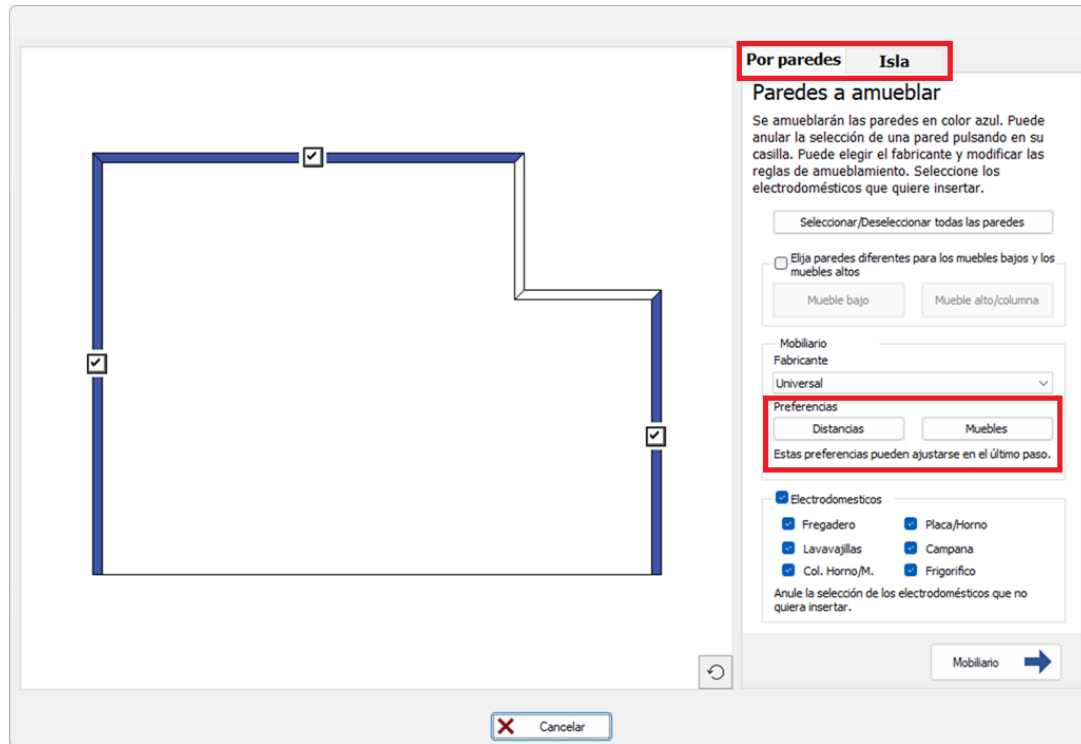 Por paredes Isla
Paredes a amueblar
Se amueblarán las paredes en color azul. Puede
anular la selección de una pared pulsando en su
casilla. Puede elegir el fabricante y modificar las
reglas de amueblamiento. Seleccione los
electrodomésticos que quiere insertar.
Seleccionar/Deseleccionar todas las paredes
Elija paredes diferentes para los muebles bajos y los
muebles altos
Mueble bajo Mueble alto/columna
Mobiliario
Fabricante
Universal
Preferencias
Distancias Muebles
Estas preferencias pueden ajustarse en el último paso.
Electrodomesticos
Fregadero Placa/Horno
Lavavajillas Campana
Col. Horno/M. Frigorifico
Anule la selección de los electrodomésticos que no
quiera insertar.
Mobiliario
Cancelar